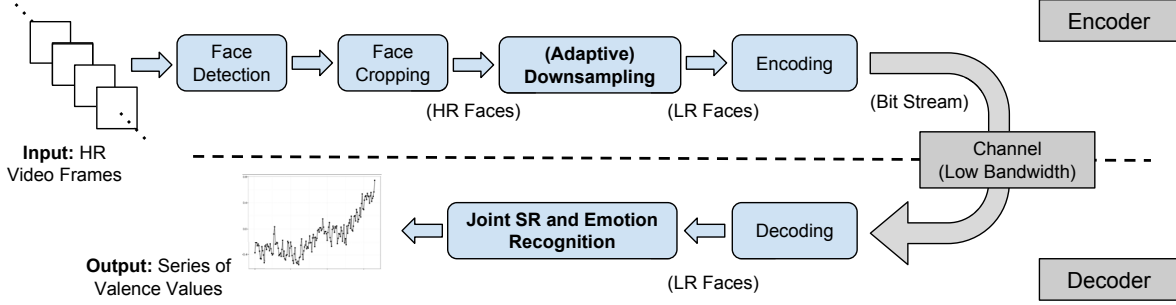 Encoder
Face
Detection
Face
Cropping
(Adaptive)
Downsampling
Encoding
(HR Faces)
(LR Faces)
(Bit Stream)
Input: HR
Video Frames
Channel
(Low Bandwidth)
Joint SR and Emotion
Recognition
Decoding
(LR Faces)
Output: Series of
Valence Values
Decoder